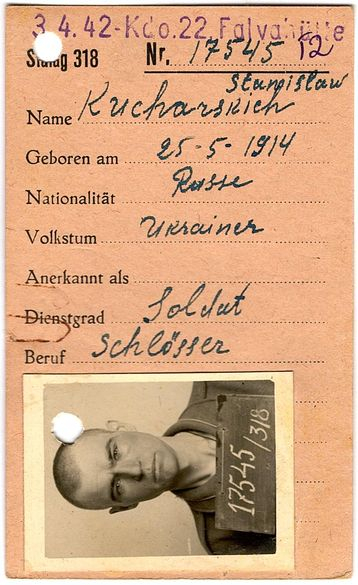 3.4.42-Kdo.22 Falvahütte
Stalag 318 Nr. 17545 12
Stanislaw
Name Kucharskich
Geboren am 25-5-1914
Nationalität Russe
Volkstum Ukrainer
Anerkannt als
Dienstgrad Soldat
Beruf Schlösser
17545/318